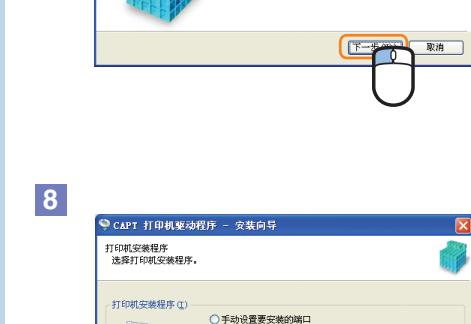 下一步
取消
8
CAPT 打印机驱动程序 - 安装向导
打印机安装程序
选择打印机安装程序。
打印机安装程序(I)
手动设置要安装的端口